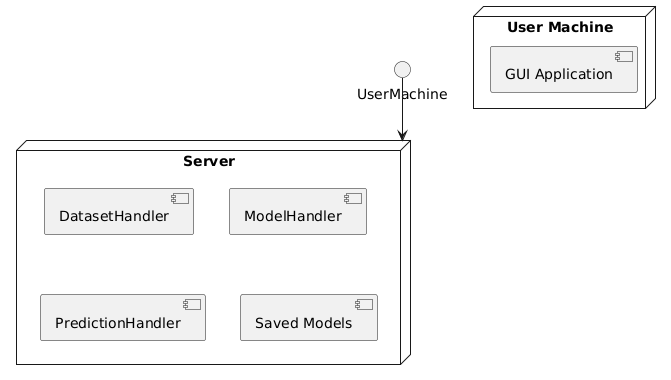 User Machine
GUI Application
UserMachine
Server
DatasetHandler
ModelHandler
PredictionHandler
Saved Models